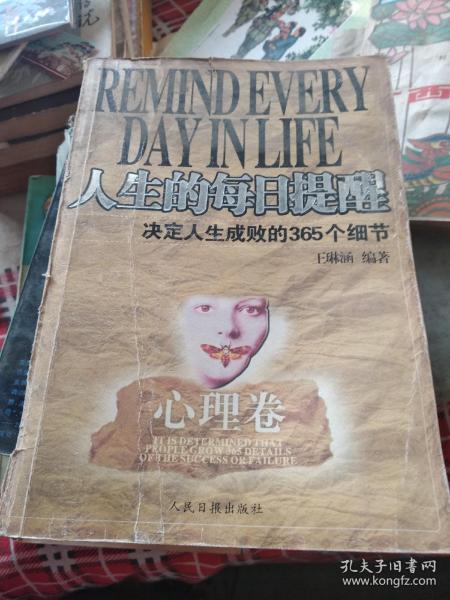 REMIND EVERY
DAY IN LIFE
人生的每日提醒
决定人生成败的365个细节
王琳涵 编著
心理卷
IT IS DETERMINED THAT
PEOPLE GROW 365 DETAILS
OF THE SUCCESS OR FAILURE
人民日报出版社
孔夫子旧书网
www.kongfz.com